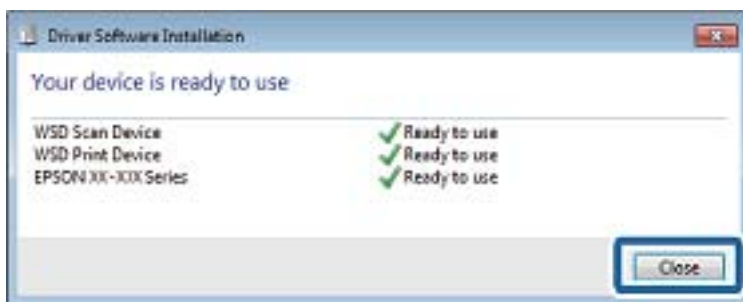 Driver Software Installation
Your device is ready to use
WSD Scan Device Ready to use
WSD Print Device Ready to use
EPSON XX-XXX Series Ready to use
Close